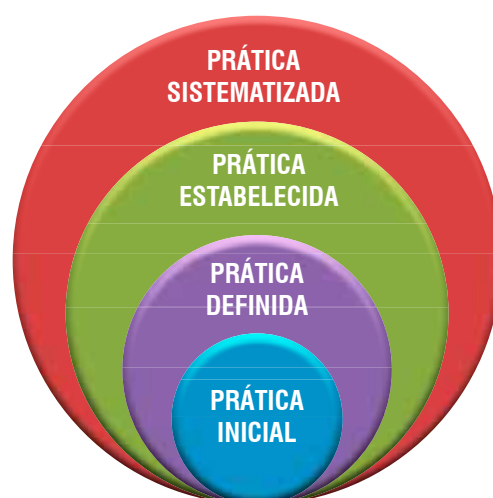 PRÁTICA
SISTEMATIZADA
PRÁTICA
ESTABELECIDA
PRÁTICA
DEFINIDA
PRÁTICA
INICIAL